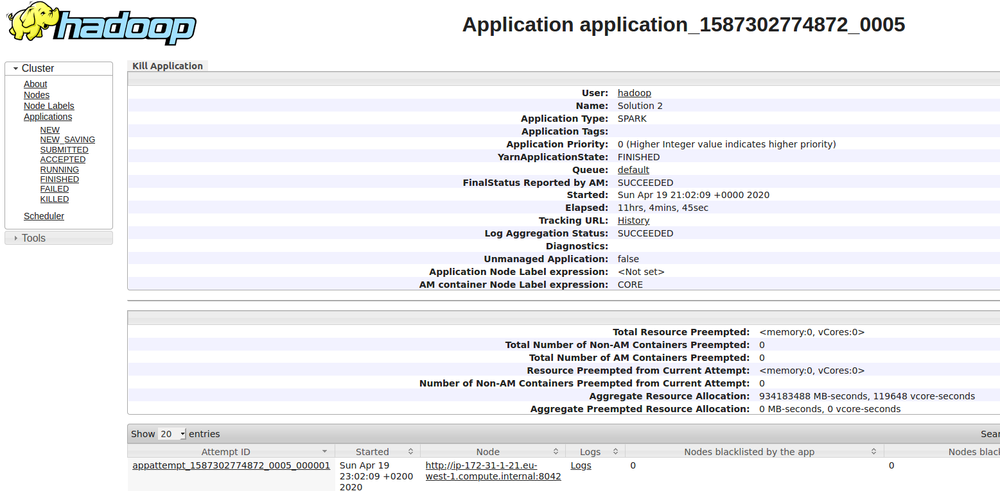 hadoop
Application application_1587302774872_0005
Cluster
About
Nodes
Node Labels
Applications
NEW
NEW_SAVING
SUBMITTED
ACCEPTED
RUNNING
FINISHED
FAILED
KILLED
Scheduler
Tools
Kill Application
User: hadoop
Name: Solution 2
Application Type: SPARK
Application Tags:
Application Priority: 0 (Higher Integer value indicates higher priority)
YarnApplicationState: FINISHED
Queue: default
FinalStatus Reported by AM: SUCCEEDED
Started: Sun Apr 19 21:02:09 +0000 2020
Elapsed: 11hrs, 4mins, 45sec
Tracking URL: History
Log Aggregation Status: SUCCEEDED
Diagnostics:
Unmanaged Application: false
Application Node Label expression: <Not set>
AM container Node Label expression: CORE
Total Resource Preempted: <memory:0, vCores:0>
Total Number of Non-AM Containers Preempted: 0
Total Number of AM Containers Preempted: 0
Resource Preempted from Current Attempt: <memory:0, vCores:0>
Number of Non-AM Containers Preempted from Current Attempt: 0
Aggregate Resource Allocation: 934183488 MB-seconds, 119648 vcore-seconds
Aggregate Preempted Resource Allocation: 0 MB-seconds, 0 vcore-seconds
Show 20 entries Sear
Attempt ID Started Node Logs Nodes blacklisted by the app Nodes blac
appattempt_1587302774872_0005_000001 Sun Apr 19 http://ip-172-31-1-21.eu- Logs 0 0
23:02:09 +0200 west-1.compute.internal:8042
2020